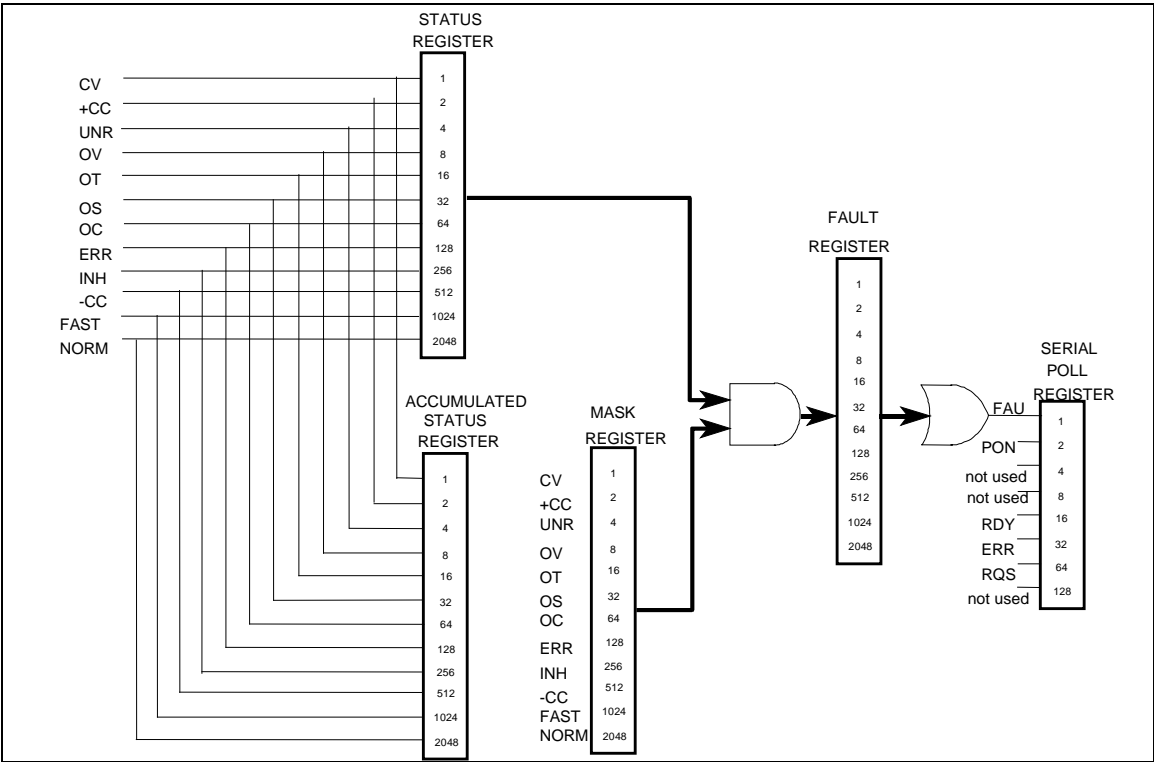 STATUS
REGISTER
CV
+CC
UNR
OV
OT
OS
OC
ERR
INH
-CC
FAST
NORM
1
2
4
8
16
32
64
128
256
512
1024
2048
ACCUMULATED
STATUS
REGISTER
1
2
4
8
16
32
64
128
256
512
1024
2048
MASK
REGISTER
CV
+CC
UNR
OV
OT
OS
OC
ERR
INH
-CC
FAST
NORM
1
2
4
8
16
32
64
128
256
512
1024
2048
FAULT
REGISTER
1
2
4
8
16
32
64
128
256
512
1024
2048
SERIAL
POLL
REGISTER
FAU
PON
not used
not used
RDY
ERR
RQS
not used
1
2
4
8
16
32
64
128